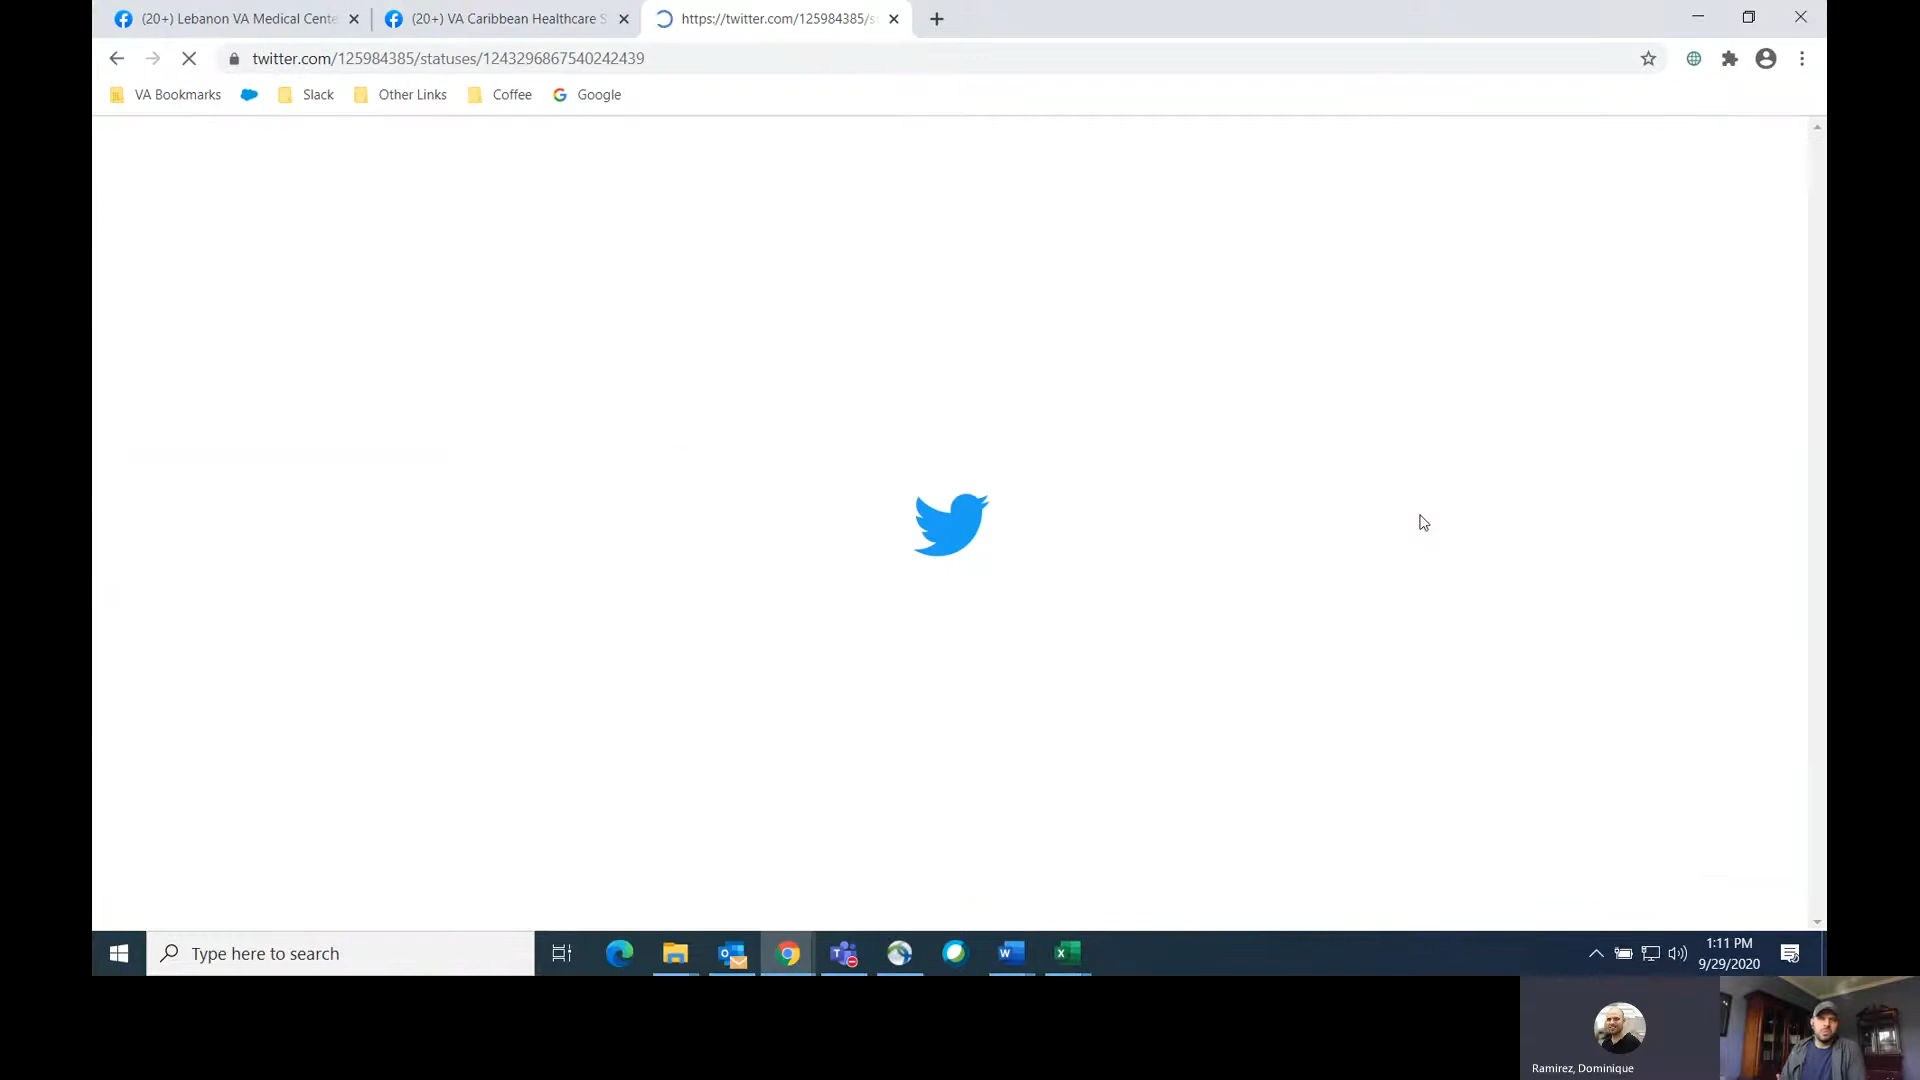 (20+) Lebanon VA Medical Cente
(20+) VA Caribbean Healthcare S
https://twitter.com/125984385/s
twitter.com/125984385/statuses/1243296867540242439
VA Bookmarks
Slack
Other Links
Coffee
Google
Type here to search
1:11 PM
9/29/2020
Ramirez, Dominique